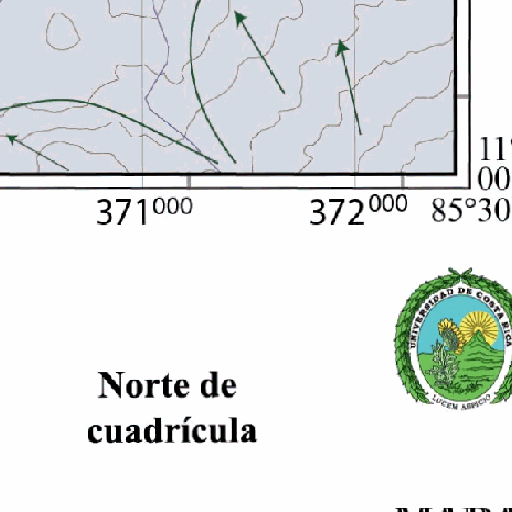 11°
00
371000
372000
85°30
UNIVERSIDAD DE COSTA RICA
LUCEM ASPICIO
Norte de
cuadrícula